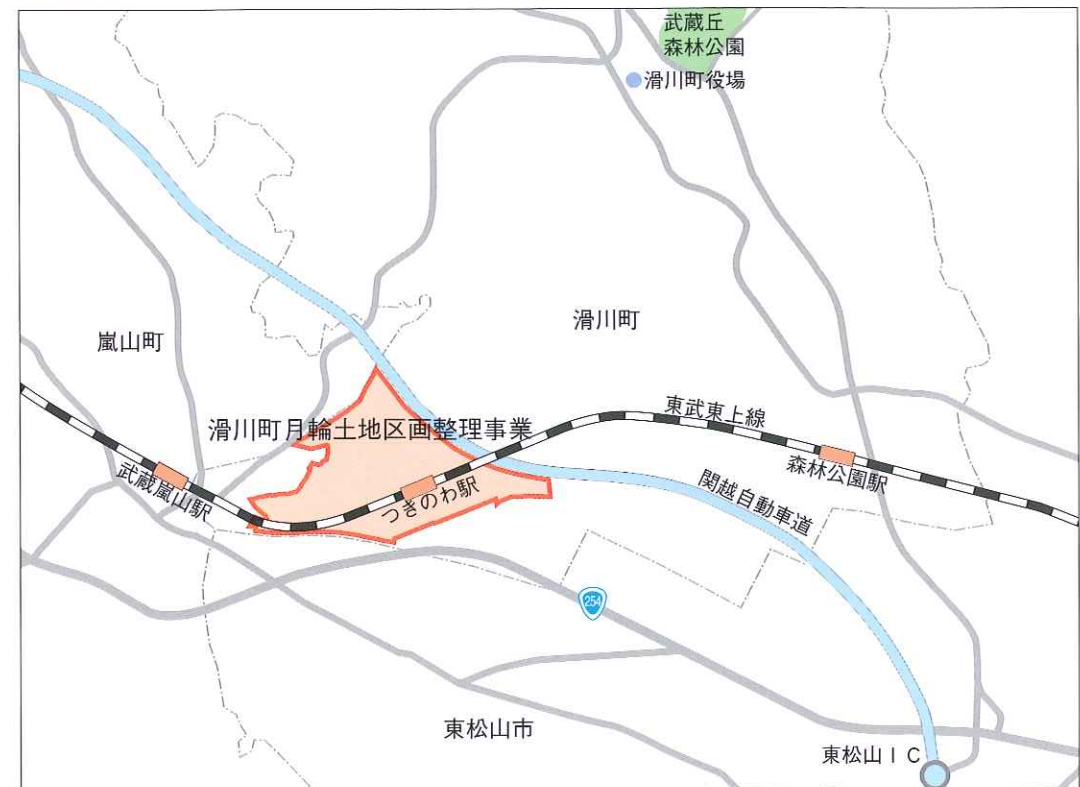 武蔵丘
森林公園
滑川町役場
滑川町
嵐山町
東武東上線
滑川町月輪土地区画整理事業
森林公園駅
武蔵嵐山駅
つきのわ駅
関越自動車道
254
東松山市
東松山IC